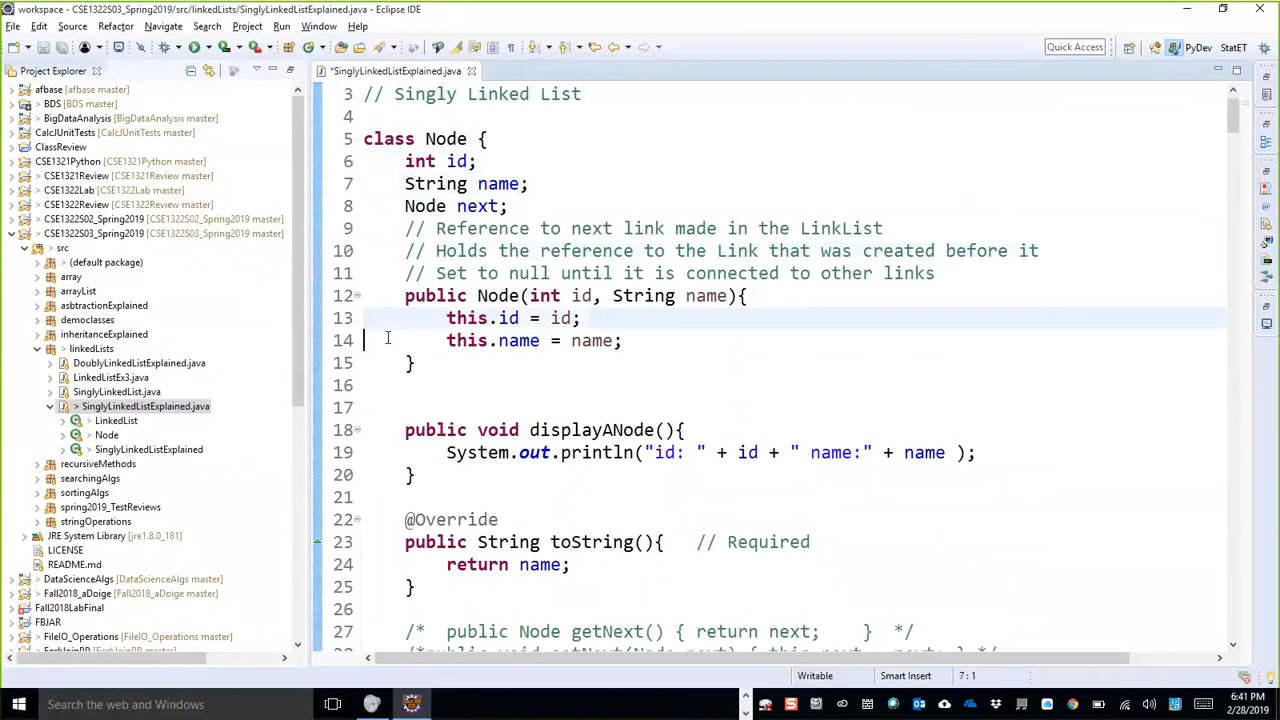 workspace - CSE1322S03_Spring2019/src/linkedLists/SinglyLinkedListExplained.java - Eclipse IDE
File Edit Source Refactor Navigate Search Project Run Window Help
Quick Access
PyDev
StatET
Project Explorer
*SinglyLinkedListExplained.java
afbase [afbase master]
> BDS [BDS master]
BigDataAnalysis [BigDataAnalysis master]
CalcJUnitTests [CalcJUnitTests master]
ClassReview
CSE1321Python [CSE1321Python master]
> CSE1321Review [CSE1321Review master]
> CSE1322Lab [CSE1322Lab master]
> CSE1322Review [CSE1322Review master]
> CSE1322S02_Spring2019 [CSE1322S02_Spring2019 master]
> CSE1322S03_Spring2019 [CSE1322S03_Spring2019 master]
> src
> (default package)
array
arrayList
asbtractionExplained
democlasses
inheritanceExplained
> linkedLists
> DoublyLinkedListExplained.java
> LinkedListEx3.java
> SinglyLinkedList.java
> SinglyLinkedListExplained.java
> LinkedList
> Node
> SinglyLinkedListExplained
recursiveMethods
searchingAlgs
sortingAlgs
spring2019_TestReviews
stringOperations
JRE System Library [jre1.8.0_181]
LICENSE
README.md
> DataScienceAlgs [DataScienceAlgs master]
> Fall2018_aDoige [Fall2018_aDoige master]
Fall2018LabFinal
FBJAR
> FileIO_Operations [FileIO_Operations master]
3 // Singly Linked List
4
5 class Node {
6 int id;
7 String name;
8 Node next;
9 // Reference to next link made in the LinkList
10 // Holds the reference to the Link that was created before it
11 // Set to null until it is connected to other links
12 public Node(int id, String name){
13 this.id = id;
14 this.name = name;
15 }
16
17
18 public void displayANode(){
19 System.out.println("id: " + id + " name:" + name );
20 }
21
22 @Override
23 public String toString(){ // Required
24 return name;
25 }
26
27 /* public Node getNext() { return next; } */
Writable
Smart Insert
7 : 1
Search the web and Windows
6:41 PM
2/28/2019